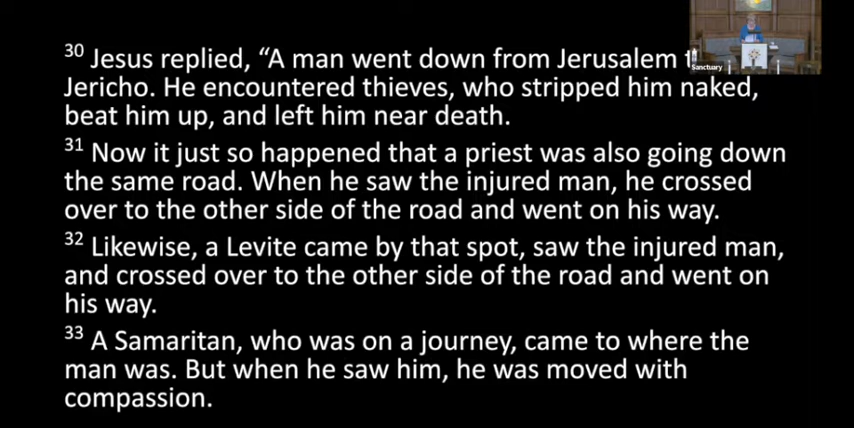 30 Jesus replied, “A man went down from Jerusalem
Jericho. He encountered thieves, who stripped him naked,
beat him up, and left him near death.
31 Now it just so happened that a priest was also going down
the same road. When he saw the injured man, he crossed
over to the other side of the road and went on his way.
32 Likewise, a Levite came by that spot, saw the injured man,
and crossed over to the other side of the road and went on
his way.
33 A Samaritan, who was on a journey, came to where the
man was. But when he saw him, he was moved with
compassion.
Sanctuary